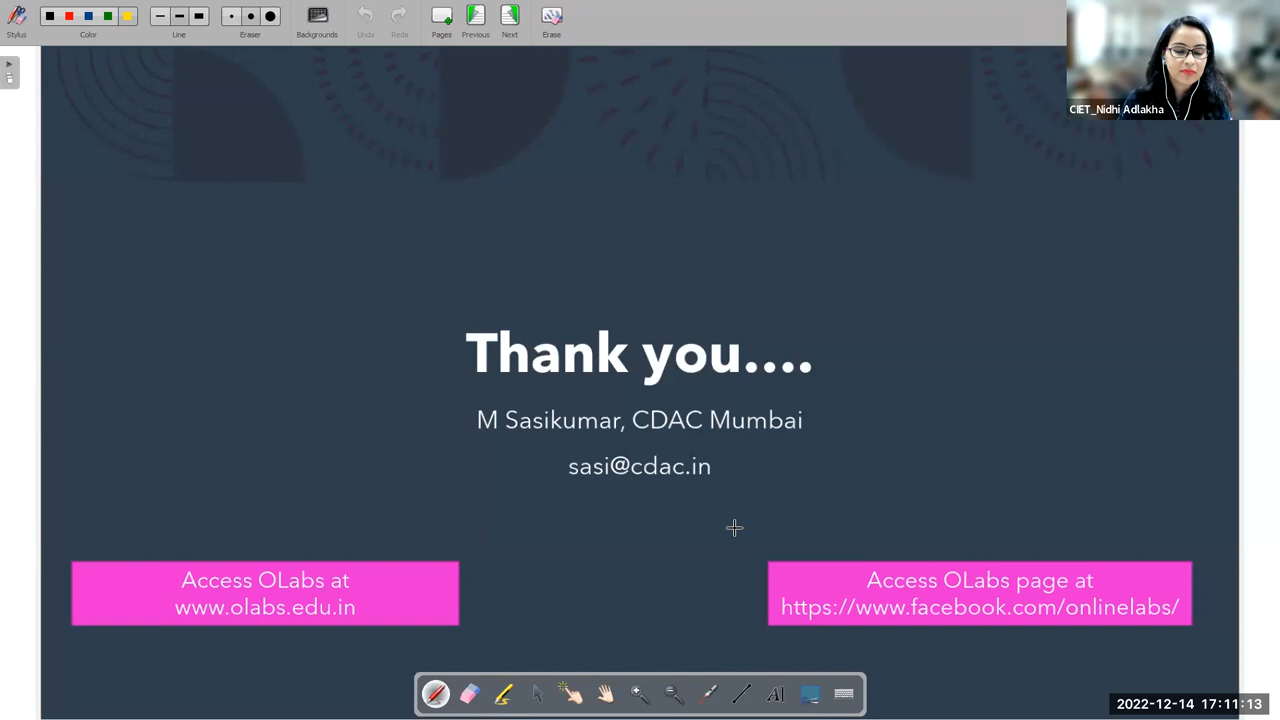 Stylus
Color
Line
Eraser
Backgrounds
Undo
Redo
Pages
Previous
Next
Erase
CIET_Nidhi Adlakha
Thank you....
M Sasikumar, CDAC Mumbai
sasi@cdac.in
Access OLabs at
www.olabs.edu.in
Access OLabs page at
https://www.facebook.com/onlinelabs/
AI
2022-12-14 17:11:13